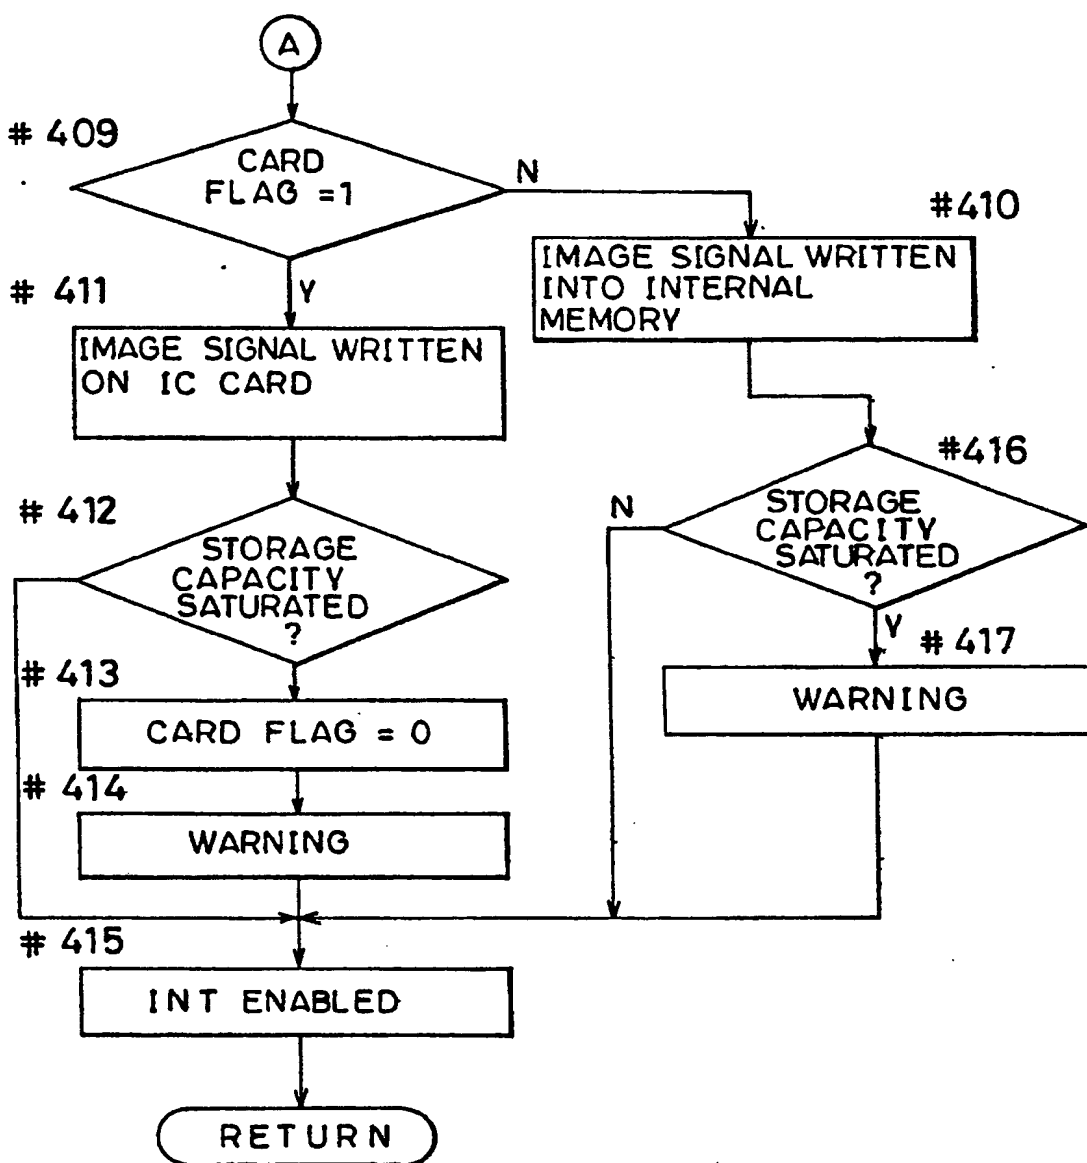 A
# 409
CARD
FLAG =1
N
#410
IMAGE SIGNAL WRITTEN
INTO INTERNAL
MEMORY
# 411
Y
IMAGE SIGNAL WRITTEN
ON IC CARD
#416
N
STORAGE
CAPACITY
SATURATED
?
Y
# 412
STORAGE
CAPACITY
SATURATED
?
# 417
WARNING
# 413
CARD FLAG = 0
# 414
WARNING
# 415
INT ENABLED
RETURN